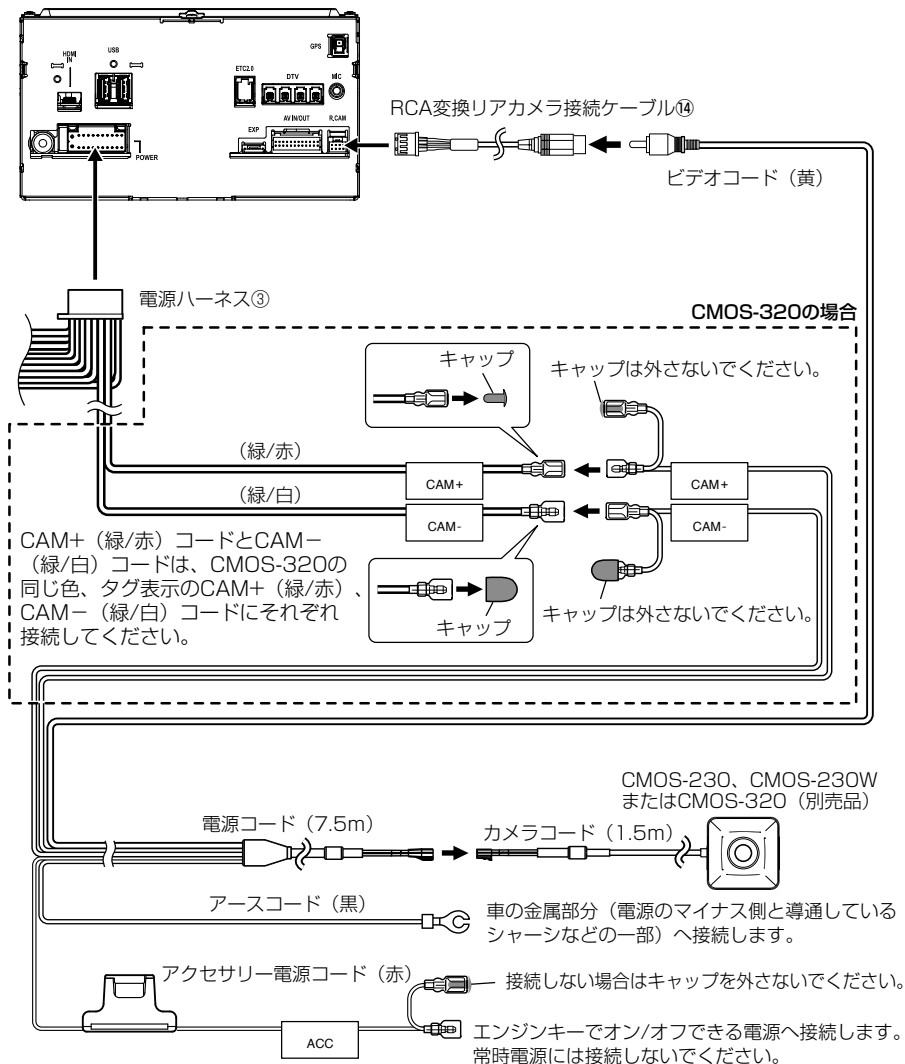 GPS
HDMI IN
USB
ETC2.0
DTV
MIC
EXP
AV IN/OUT
R.CAM
POWER
RCA変換リアカメラ接続ケーブル⑭
ビデオコード（黄）
電源ハーネス③
CMOS-320の場合
キャップ
キャップは外さないでください。
（緑/赤）
CAM+
CAM+
（緑/白）
CAM-
CAM-
CAM+（緑/赤）コードとCAM−
（緑/白）コードは、CMOS-320の
同じ色、タグ表示のCAM+（緑/赤）、
CAM−（緑/白）コードにそれぞれ
接続してください。
キャップ
キャップは外さないでください。
CMOS-230、CMOS-230W
またはCMOS-320（別売品）
電源コード（7.5m）
カメラコード（1.5m）
アースコード（黒）
車の金属部分（電源のマイナス側と導通している
シャーシなどの一部）へ接続します。
アクセサリー電源コード（赤）
接続しない場合はキャップを外さないでください。
ACC
エンジンキーでオン/オフできる電源へ接続します。
常時電源には接続しないでください。